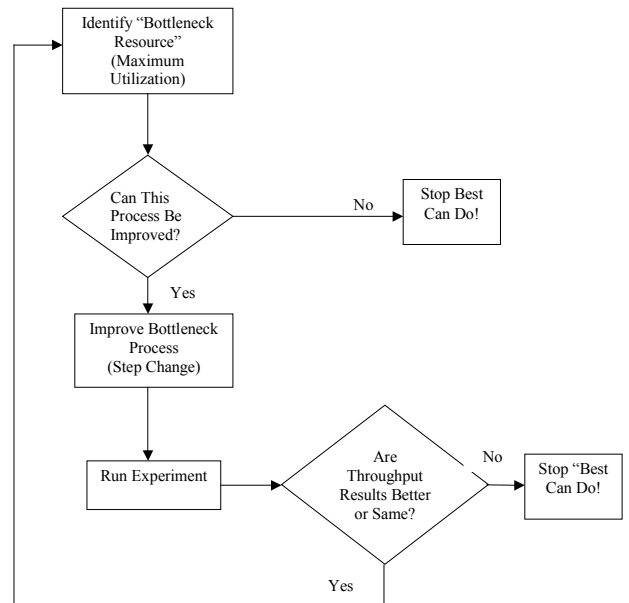 Identify “Bottleneck
Resource”
(Maximum
Utilization)
Can This
Process Be
Improved?
No
Stop Best
Can Do!
Yes
Improve Bottleneck
Process
(Step Change)
Run Experiment
Are
Throughput
Results Better
or Same?
No
Stop “Best
Can Do!
Yes